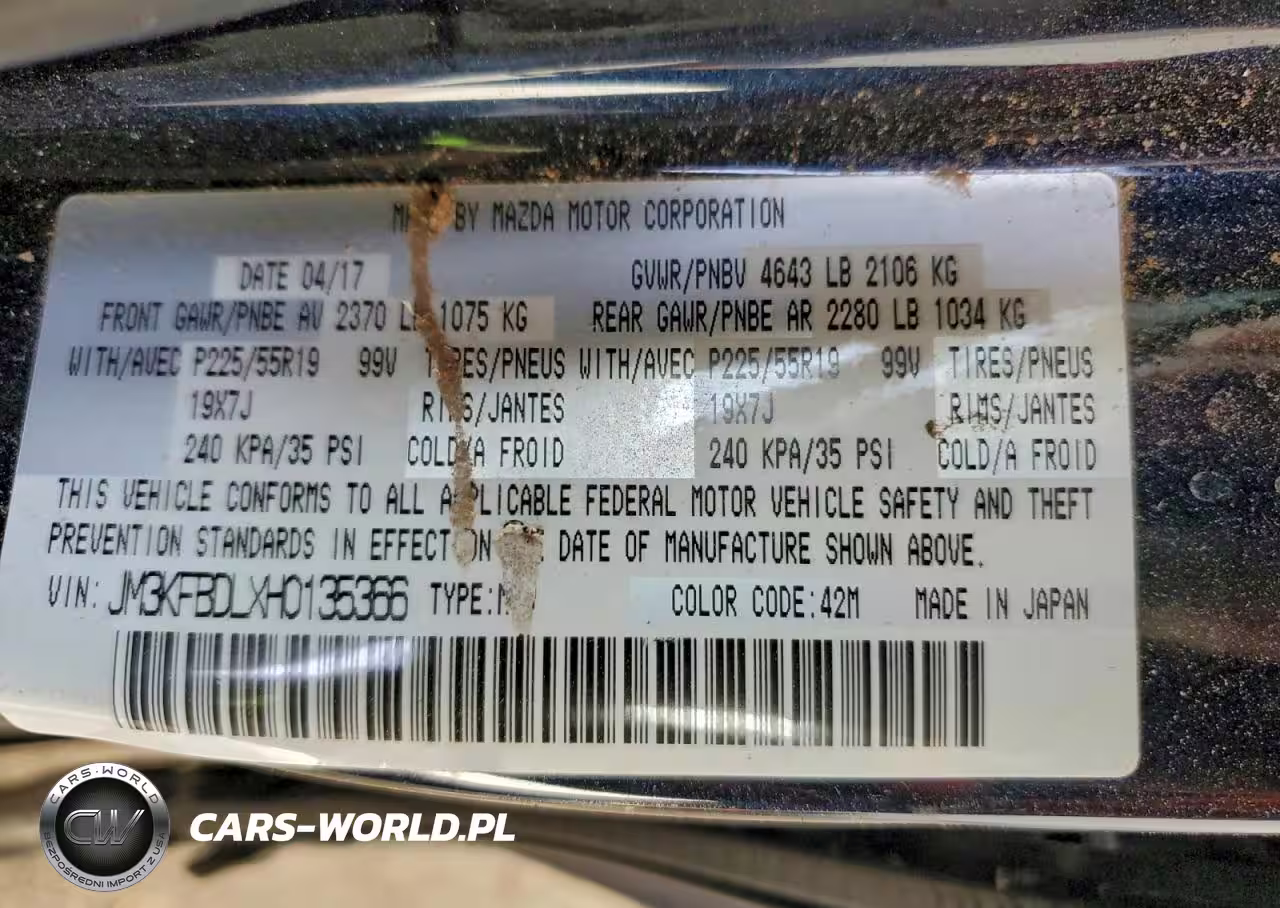 BY MAZDA MOTOR CORPORATION
DATE 04/17 GVWR/PNBV 4643 LB 2106 KG
FRONT GAWR/PNBE AV 2370 1075 KG REAR GAWR/PNBE AR 2280 LB 1034 KG
WITH/AVEC P225/55R19 99V TIRES/PNEUS WITH/AVEC P225/55R19 99V TIRES/PNEUS
19X7J RIMS/JANTES 19X7J RIMS/JANTES
240 KPA/35 PSI COLD/A FROID 240 KPA/35 PSI COLD/A FROID
THIS VEHICLE CONFORMS TO ALL APPLICABLE FEDERAL MOTOR VEHICLE SAFETY AND THEFT
PREVENTION STANDARDS IN EFFECT ON DATE OF MANUFACTURE SHOWN ABOVE.
VIN: JM3KFBDLXH0135366 TYPE: COLOR CODE:42M MADE IN JAPAN
CARS-WORLD
CW
BEZPOŚREDNI IMPORT Z USA
CARS-WORLD.PL